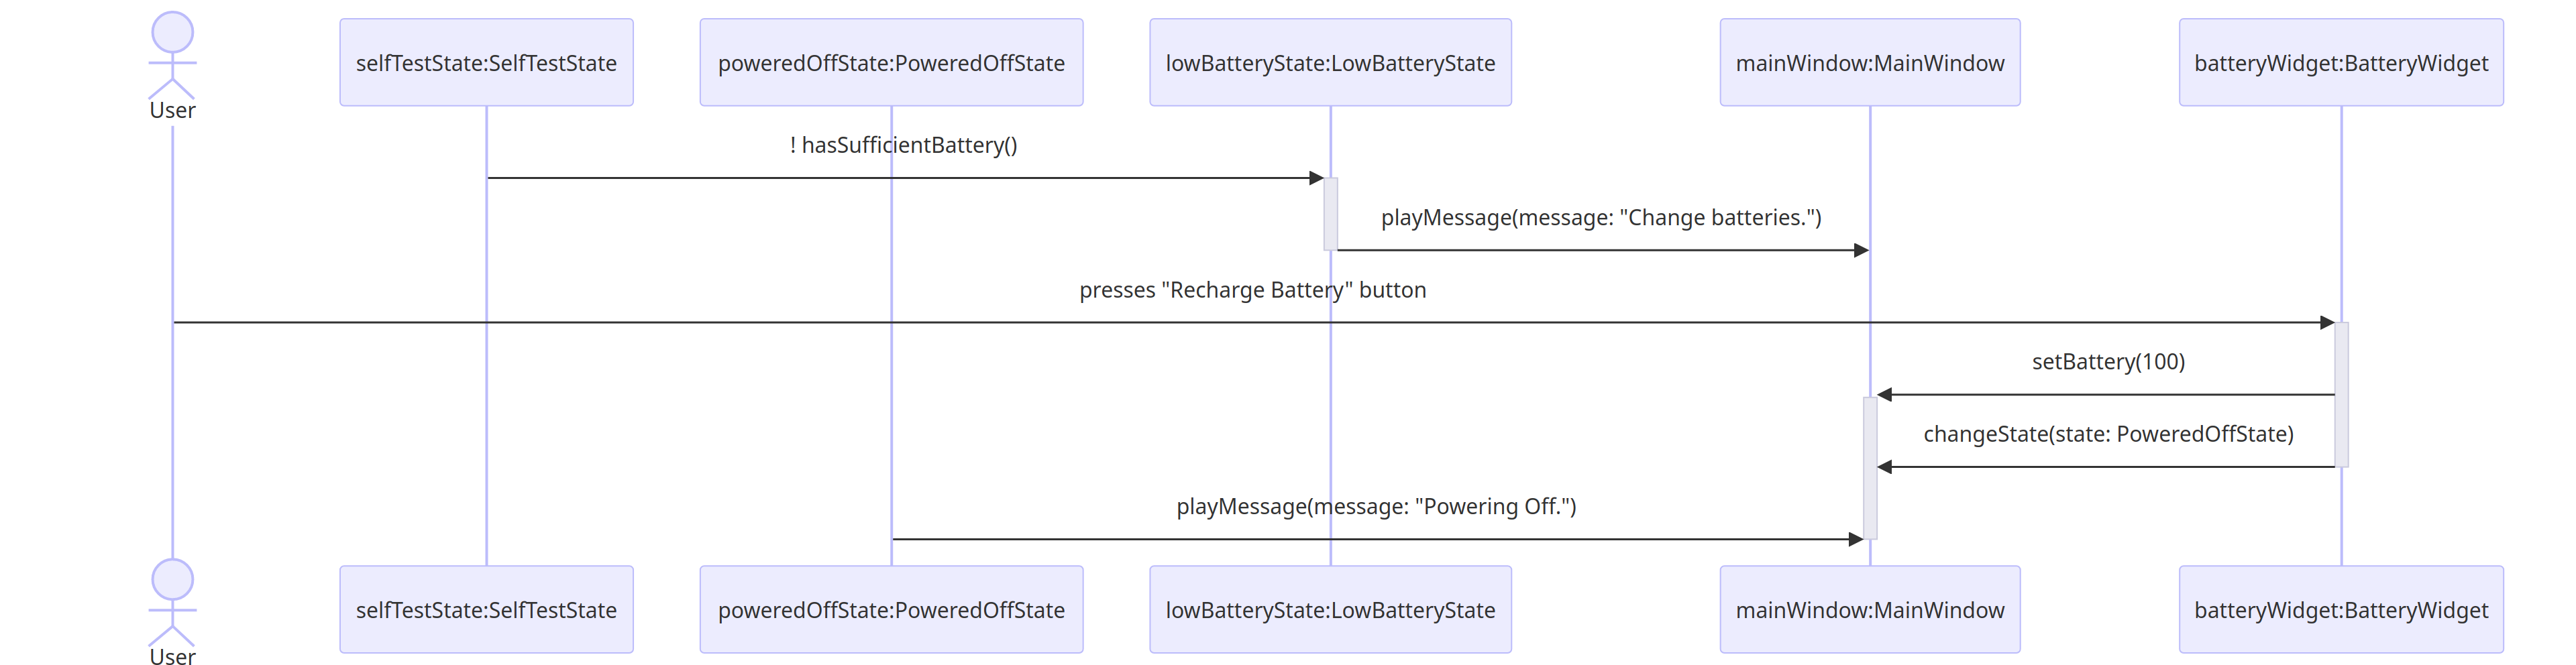 User
selfTestState:SelfTestState
poweredOffState:PoweredOffState
lowBatteryState:LowBatteryState
mainWindow:MainWindow
batteryWidget:BatteryWidget
! hasSufficientBattery()
playMessage(message: "Change batteries.")
presses "Recharge Battery" button
setBattery(100)
changeState(state: PoweredOffState)
playMessage(message: "Powering Off.")
User
selfTestState:SelfTestState
poweredOffState:PoweredOffState
lowBatteryState:LowBatteryState
mainWindow:MainWindow
batteryWidget:BatteryWidget